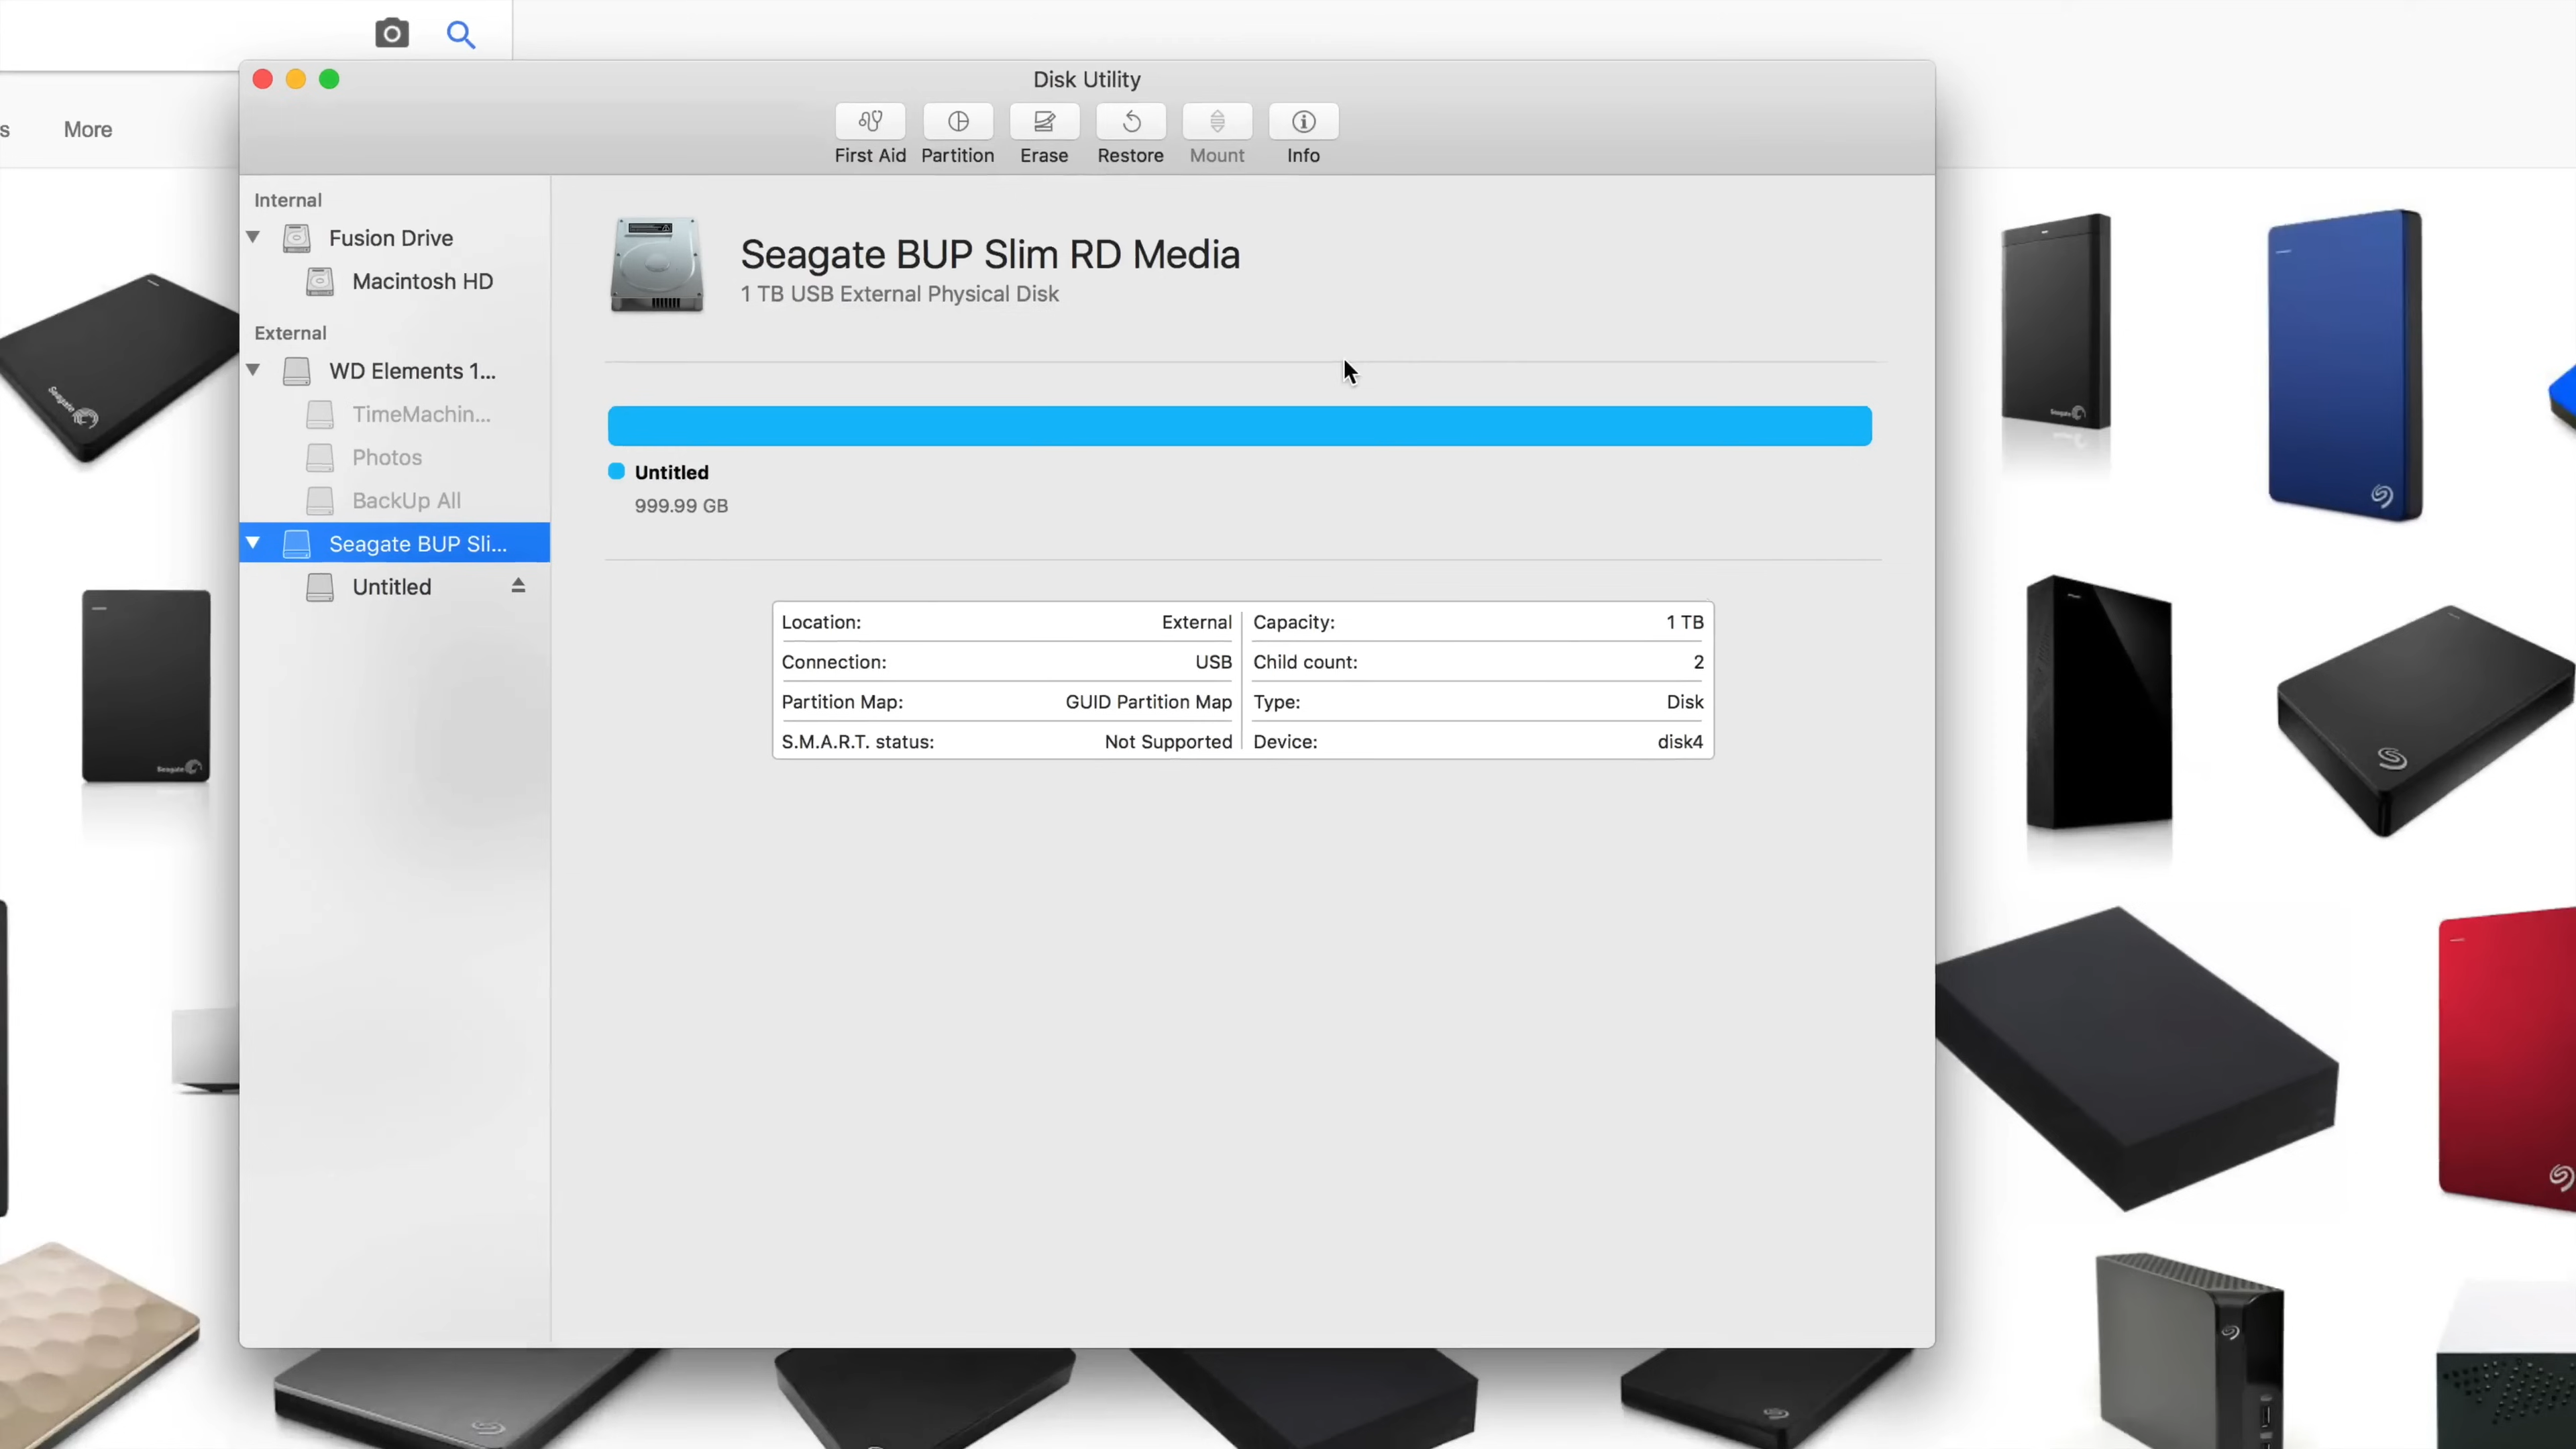 s
More
Disk Utility
First Aid
Partition
Erase
Restore
Mount
Info
Internal
Fusion Drive
Macintosh HD
External
WD Elements 1...
TimeMachin...
Photos
BackUp All
Seagate BUP Sli...
Untitled
Seagate BUP Slim RD Media
1 TB USB External Physical Disk
Untitled
999.99 GB
Location: External
Capacity: 1 TB
Connection: USB
Child count: 2
Partition Map: GUID Partition Map
Type: Disk
S.M.A.R.T. status: Not Supported
Device: disk4
Seagate
Seagate
Seagate